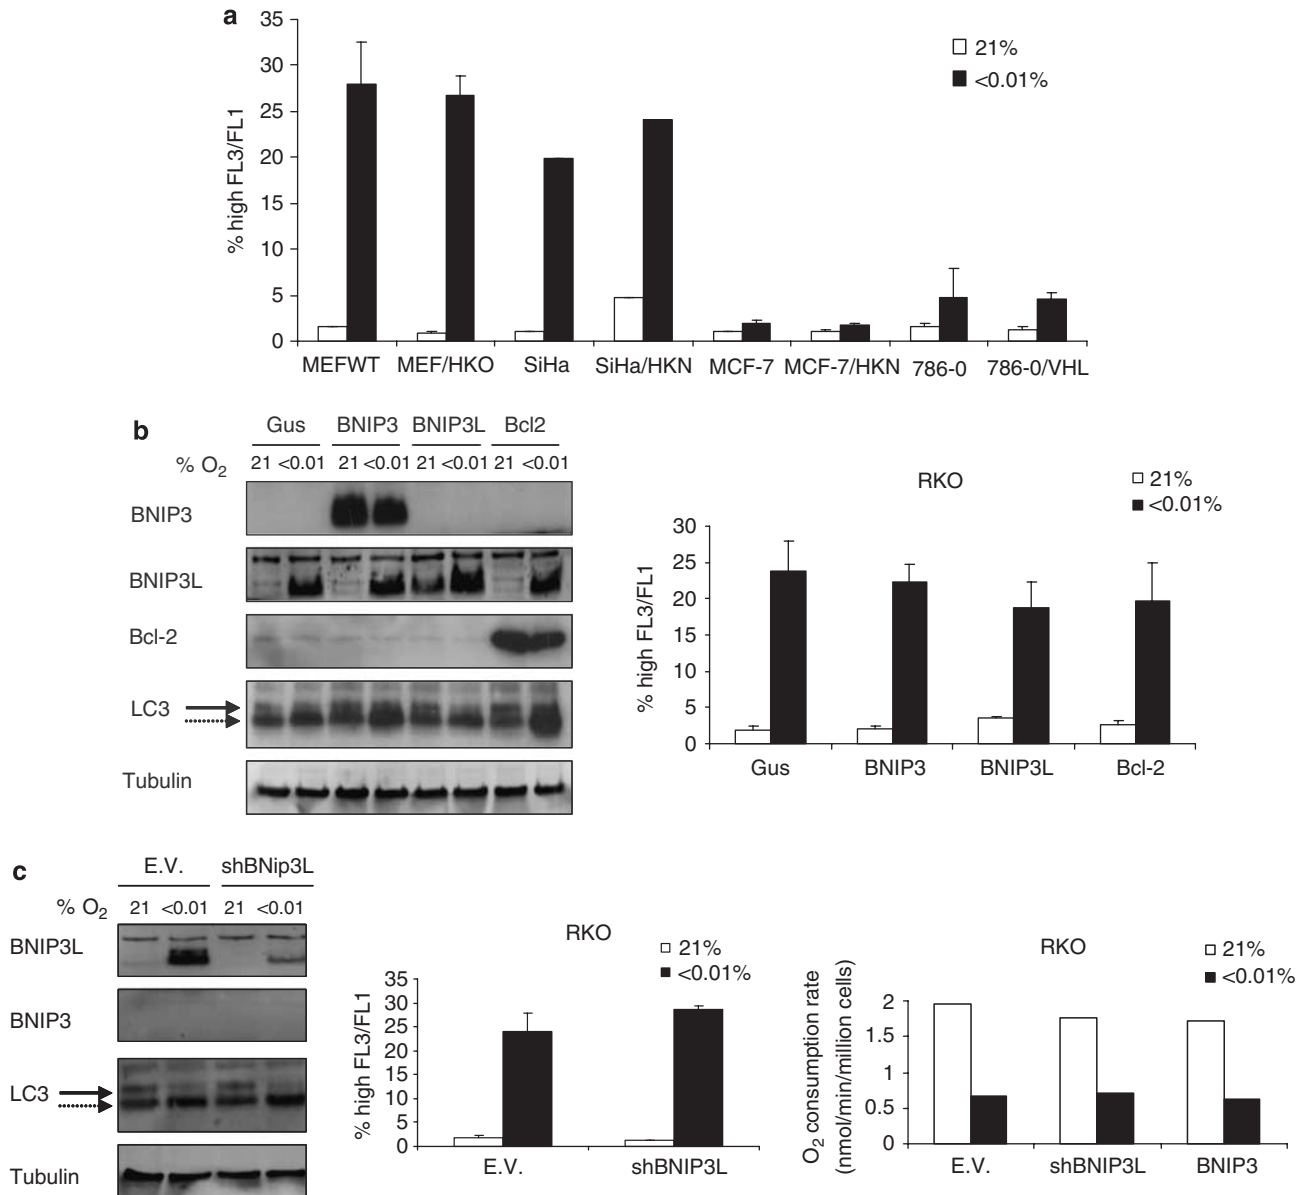 a
35
30
25
20
15
10
5
0
% high FL3/FL1
21%
<0.01%
MEFWT MEF/HKO SiHa SiHa/HKN MCF-7 MCF-7/HKN 786-0 786-0/VHL
b
Gus BNIP3 BNIP3L Bcl2
% O2 21 <0.01 21 <0.01 21 <0.01 21 <0.01
BNIP3
BNIP3L
Bcl-2
LC3
Tubulin
RKO
21%
<0.01%
30
25
20
15
10
5
0
% high FL3/FL1
Gus BNIP3 BNIP3L Bcl-2
c
E.V. shBNip3L
% O2 21 <0.01 21 <0.01
BNIP3L
BNIP3
LC3
Tubulin
RKO
21%
<0.01%
35
30
25
20
15
10
5
0
% high FL3/FL1
E.V. shBNIP3L
RKO
21%
<0.01%
2
1.5
1
0.5
0
O2 consumption rate
(nmol/min/million cells)
E.V. shBNIP3L BNIP3